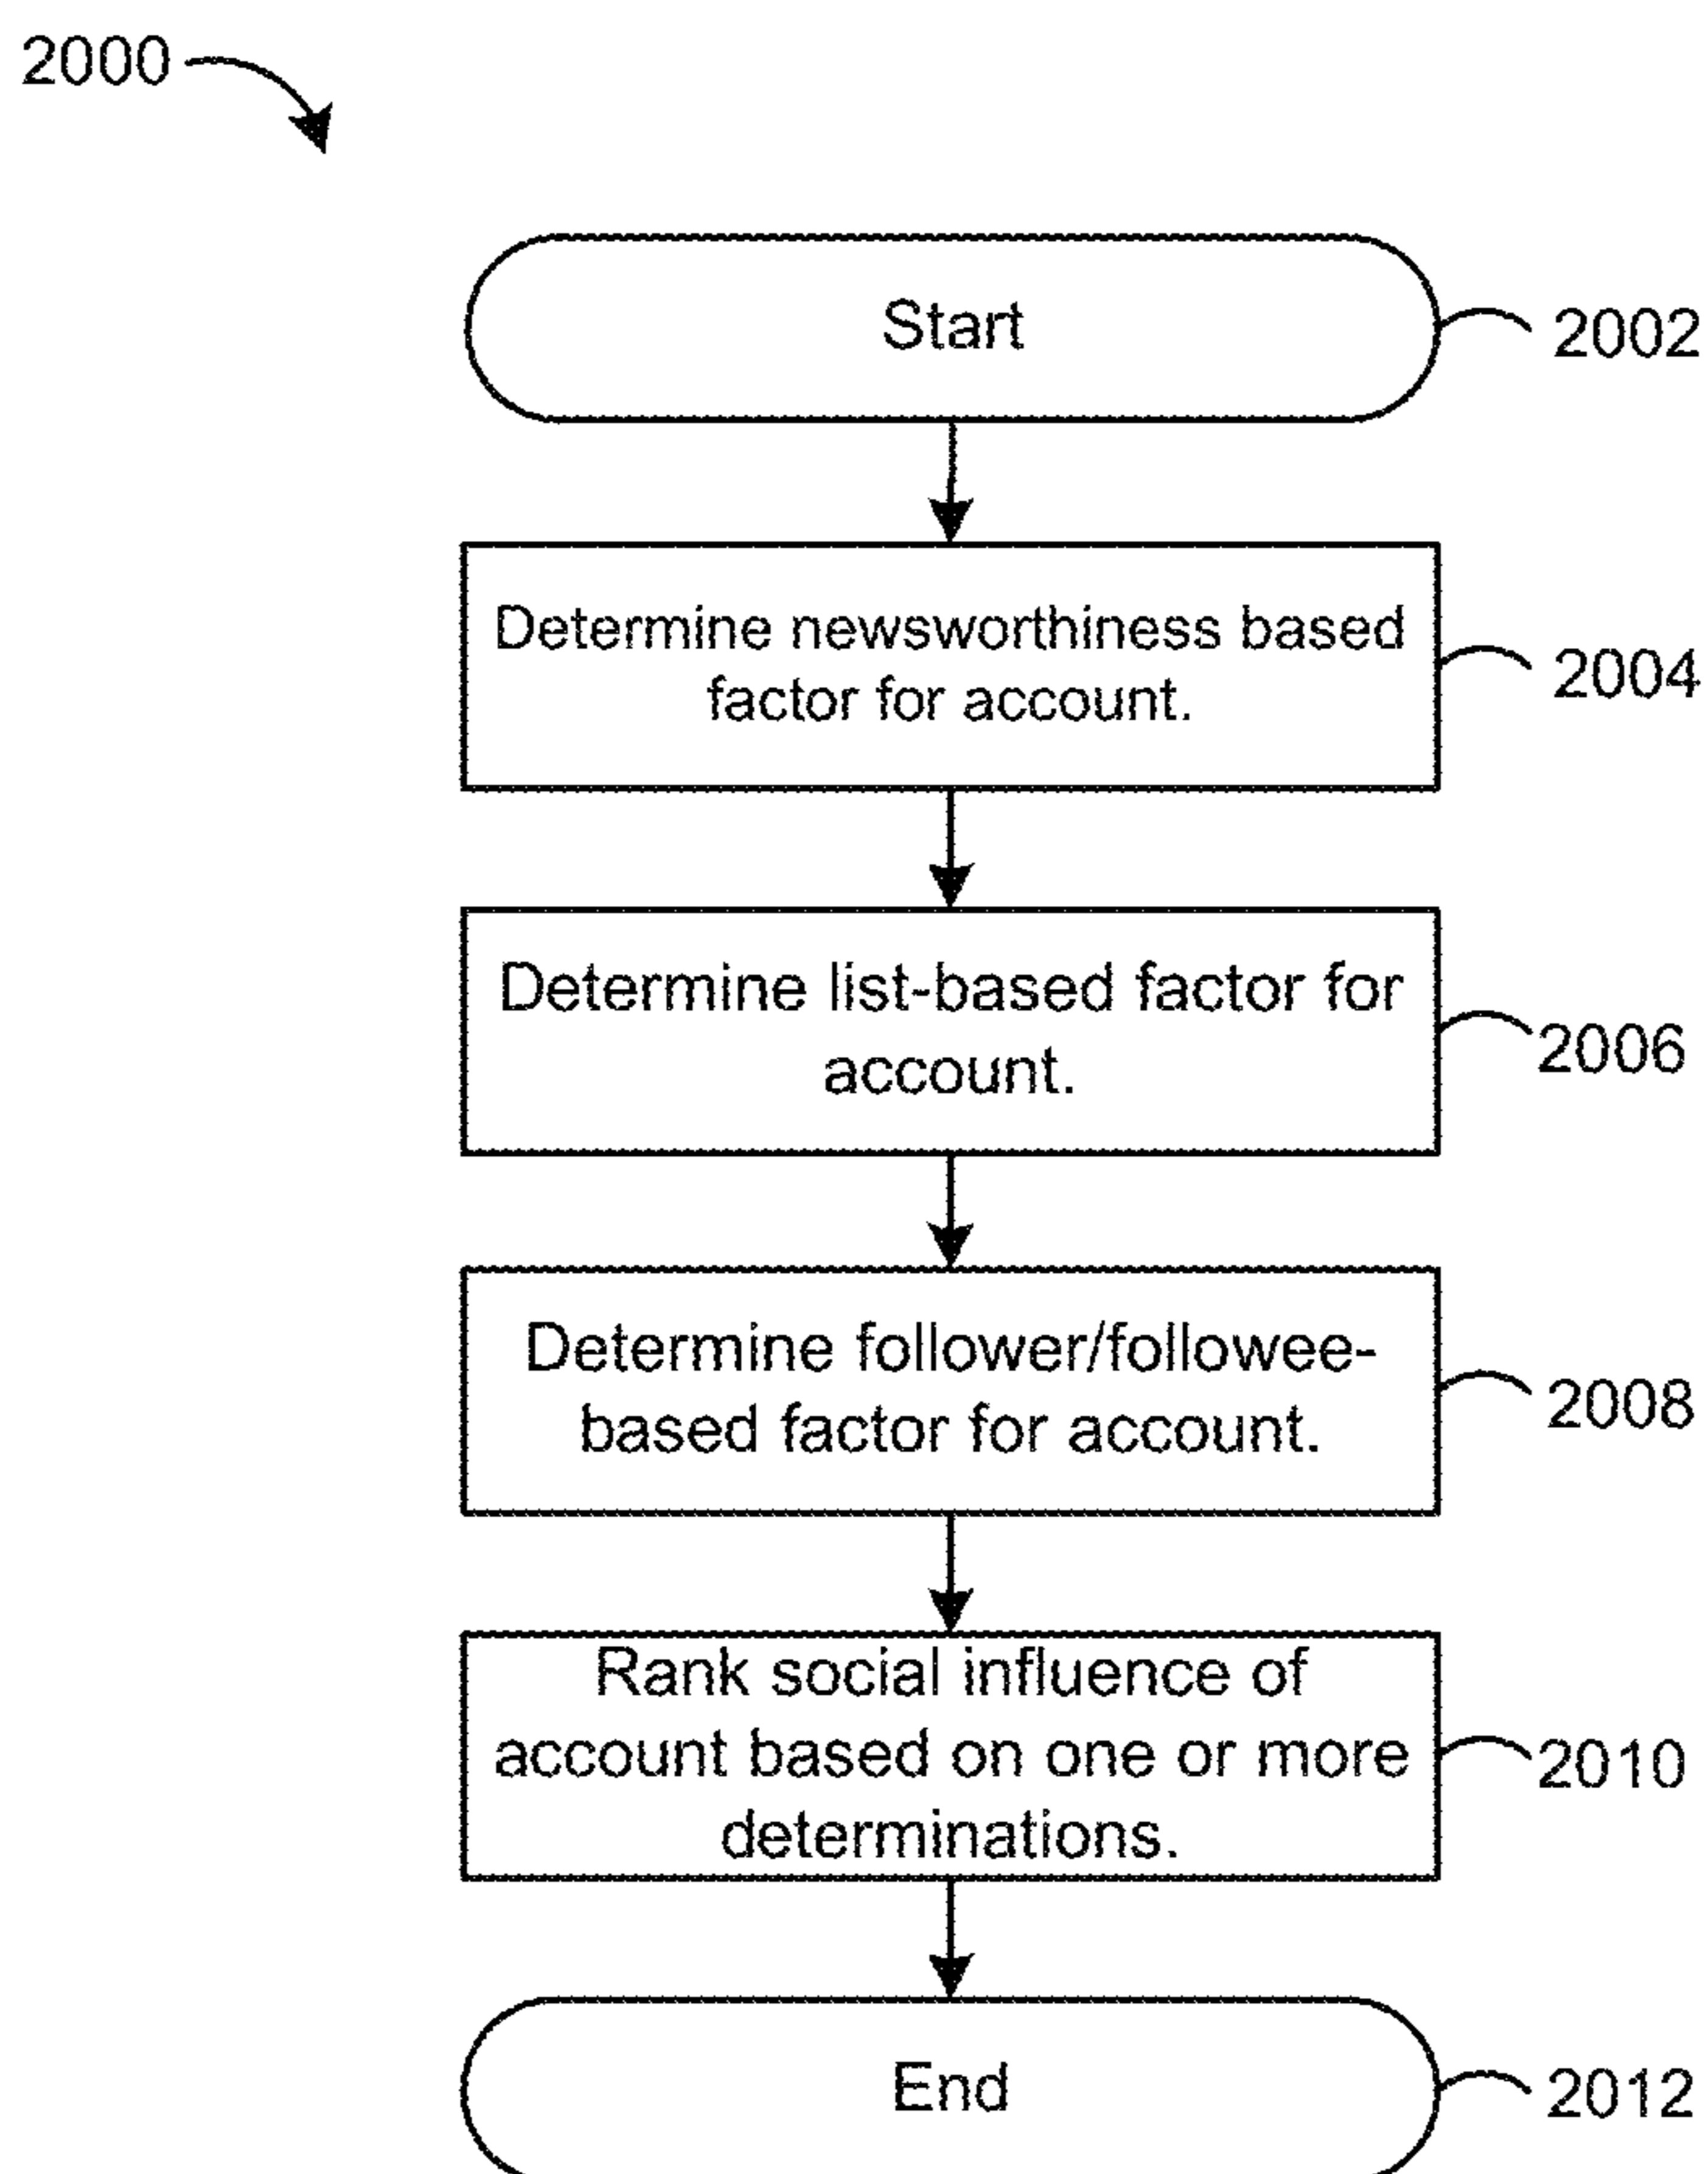 2000
Start
2002
Determine newsworthiness based
factor for account.
2004
Determine list-based factor for
account.
2006
Determine follower/followee-
based factor for account.
2008
Rank social influence of
account based on one or more
determinations.
2010
End
2012